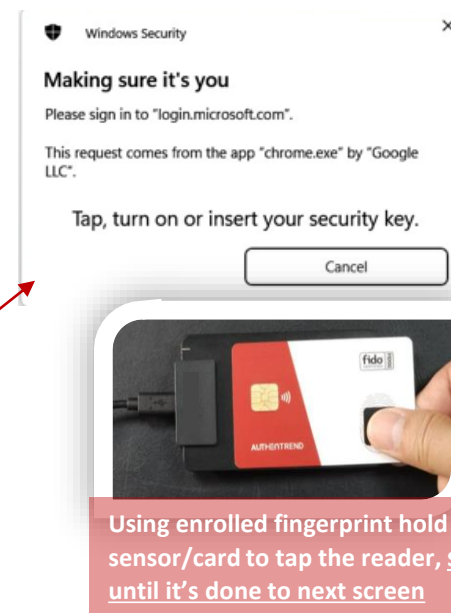 Windows Security
Making sure it's you
Please sign in to "login.microsoft.com".
This request comes from the app "chrome.exe" by "Google
LLC".
Tap, turn on or insert your security key.
Cancel
fido
AUTHENTREND
Using enrolled fingerprint hold
sensor/card to tap the reader,
until it's done to next screen